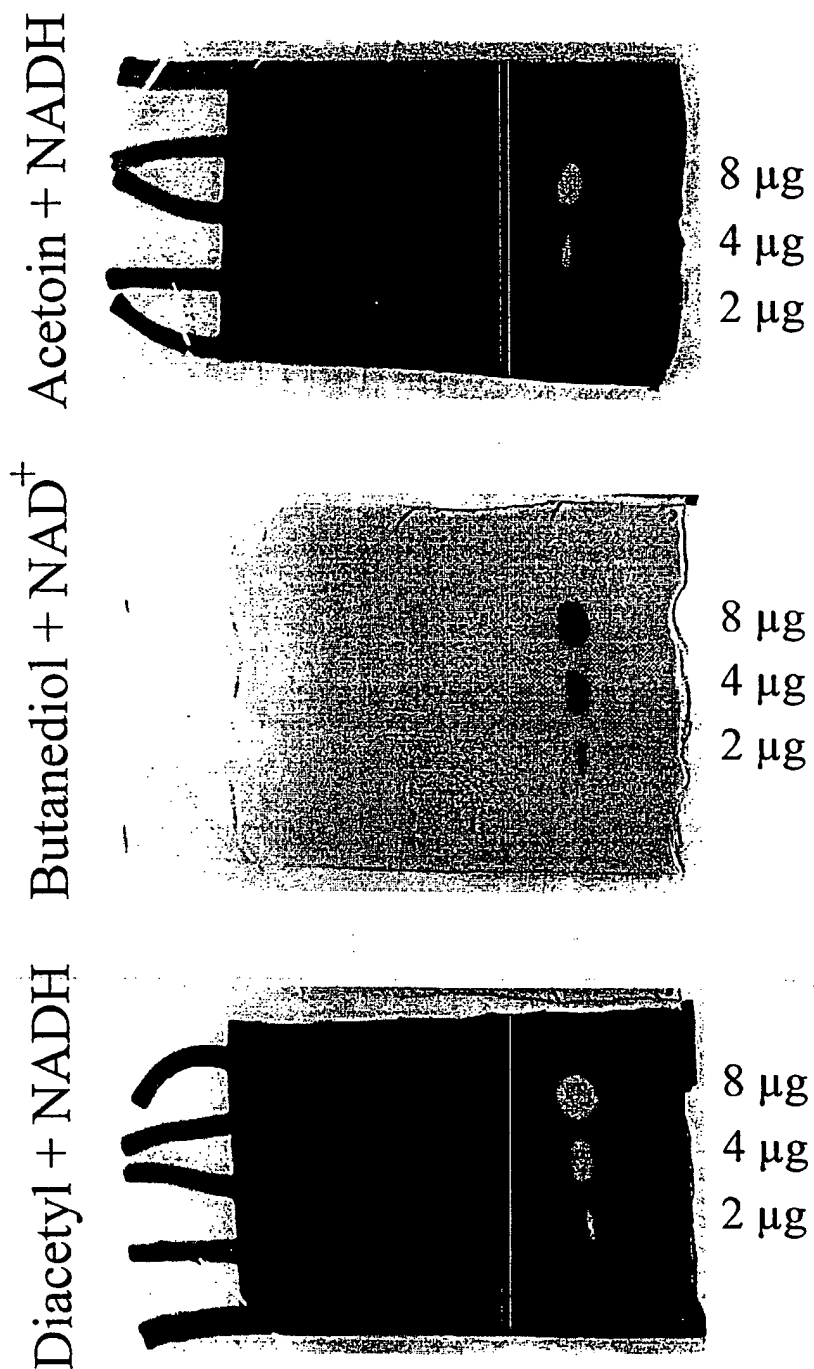 Acetoin + NADH
8 µg
4 µg
2 µg
Butanediol + NAD⁺
8 µg
4 µg
2 µg
Diacetyl + NADH
8 µg
4 µg
2 µg